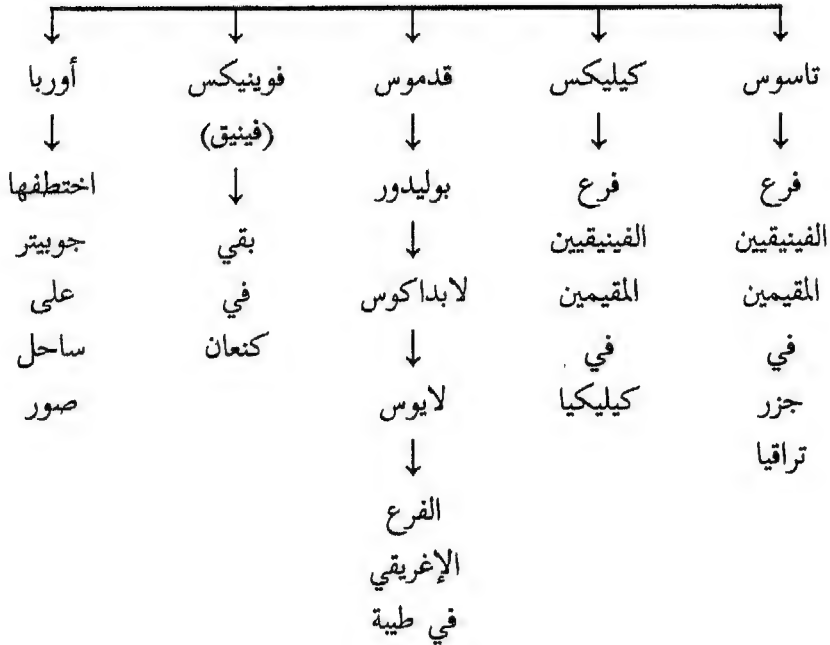 تاسوس
فرع
الفينيقيين
المقيمين
في
جزر
تراقيا
كيليكس
فرع
الفينيقيين
المقيمين
في
كيليكيا
قدموس
بوليدور
لابداكوس
لايوس
الفرع
الإغريقي
في طيبة
فوينيكس
(فينيق)
بقي
في
كنعان
أوربا
اختطفها
جوبيتر
على
ساحل
صور